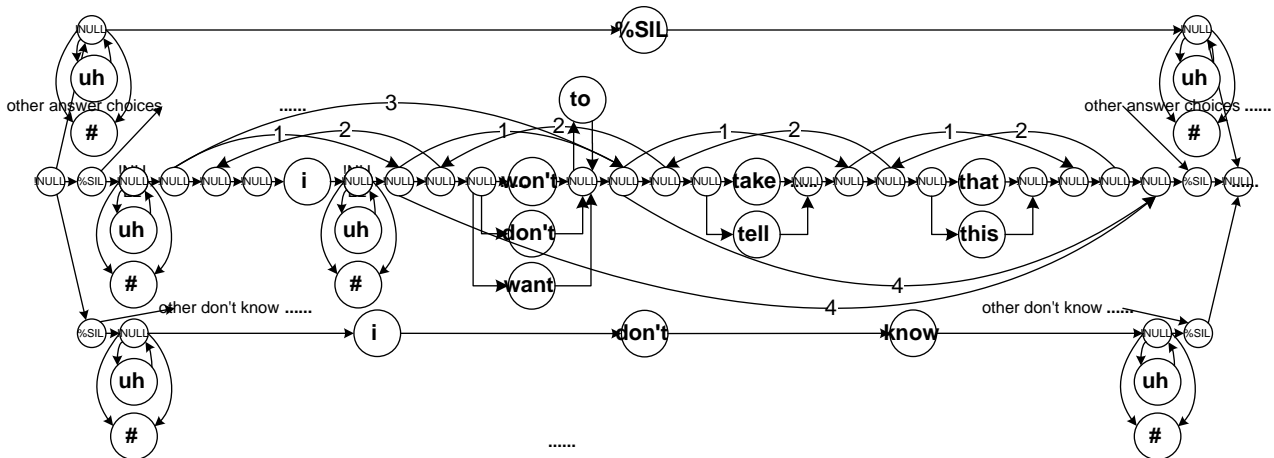 !NULL %SIL !NULL
uh uh
other answer choices ...... 3 to other answer choices ......
# #
1 2 1 2 1 2 1 2
!NULL %SIL !NULL !NULL !NULL !NULL i !NULL !NULL !NULL !NULL won't !NULL !NULL !NULL !NULL take ...... !NULL !NULL !NULL !NULL that !NULL !NULL !NULL !NULL %SIL !NULL ......
uh uh don't tell this
# # want 4
4
other don't know ...... other don't know ......
%SIL !NULL i don't know !NULL %SIL
uh uh
# #
......